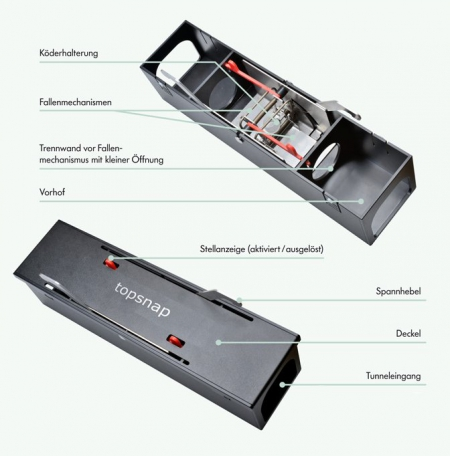 Köderhalterung
Fallenmechanismen
Trennwand vor Fallen-
mechanismus mit kleiner Öffnung
Vorhof
Stellanzeige (aktiviert/ausgelöst)
topsnap
Spannhebel
Deckel
Tunneleingang